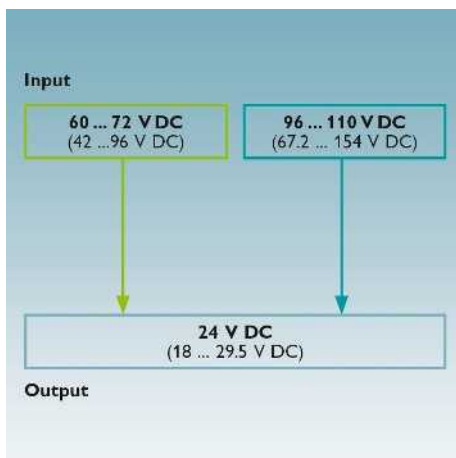 Input
60 ... 72 V DC
(42 ...96 V DC)
96 ... 110 V DC
(67.2 ... 154 V DC)
24 V DC
(18 ... 29.5 V DC)
Output